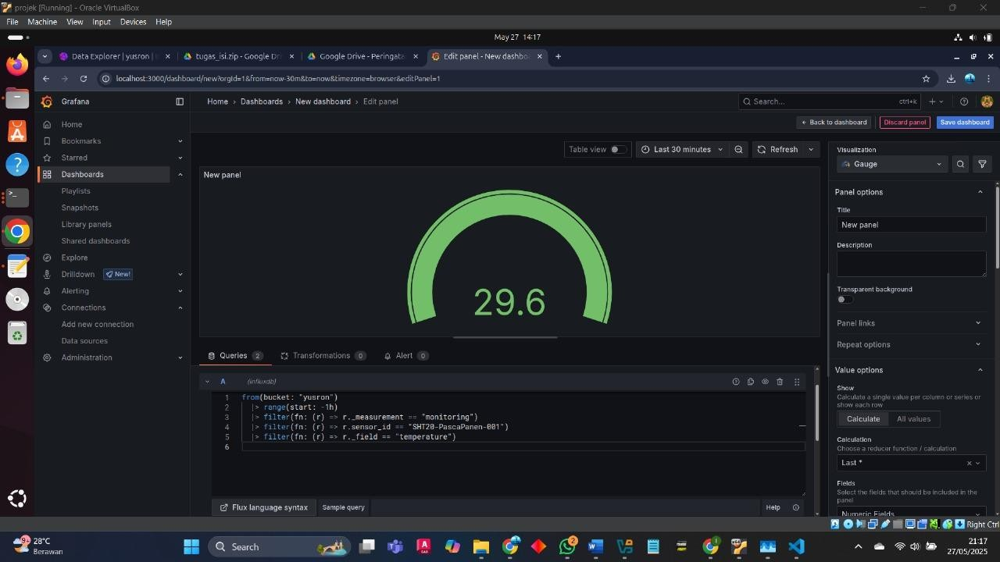 projek [Running] - Oracle VirtualBox
File Machine View Input Devices Help
May 27 14:17
Data Explorer | yusron |
tugas_isi.zip - Google Dri
Google Drive - Peringata
Edit panel - New dashbo
localhost:3000/dashboard/new?orgId=1&from=now-30m&to=now&timezone=browser&editPanel=1
Grafana
Home › Dashboards › New dashboard › Edit panel
Search... ctrl+k
Back to dashboard
Discard panel
Save dashboard
Home
Bookmarks
Starred
Dashboards
Playlists
Snapshots
Library panels
Shared dashboards
Explore
Drilldown New!
Alerting
Connections
Add new connection
Data sources
Administration
Table view
Last 30 minutes
Refresh
New panel
29.6
Queries 2
Transformations 0
Alert 0
A (influxdb)
1 from(bucket: "yusron")
2 |> range(start: -1h)
3 |> filter(fn: (r) => r._measurement == "monitoring")
4 |> filter(fn: (r) => r.sensor_id == "SHT20-PascaPanen-001")
5 |> filter(fn: (r) => r._field == "temperature")
6
Flux language syntax
Sample query
Help
Visualization
Gauge
Panel options
Title
New panel
Description
Transparent background
Panel links
Repeat options
Value options
Show
Calculate a single value per column or series or
show each row
Calculate All values
Calculation
Choose a reducer function / calculation
Last *
Fields
Select the fields that should be included in the
panel
Numeric Fields
Right Ctrl
9+
28°C
Berawan
Search
2
21:17
27/05/2025